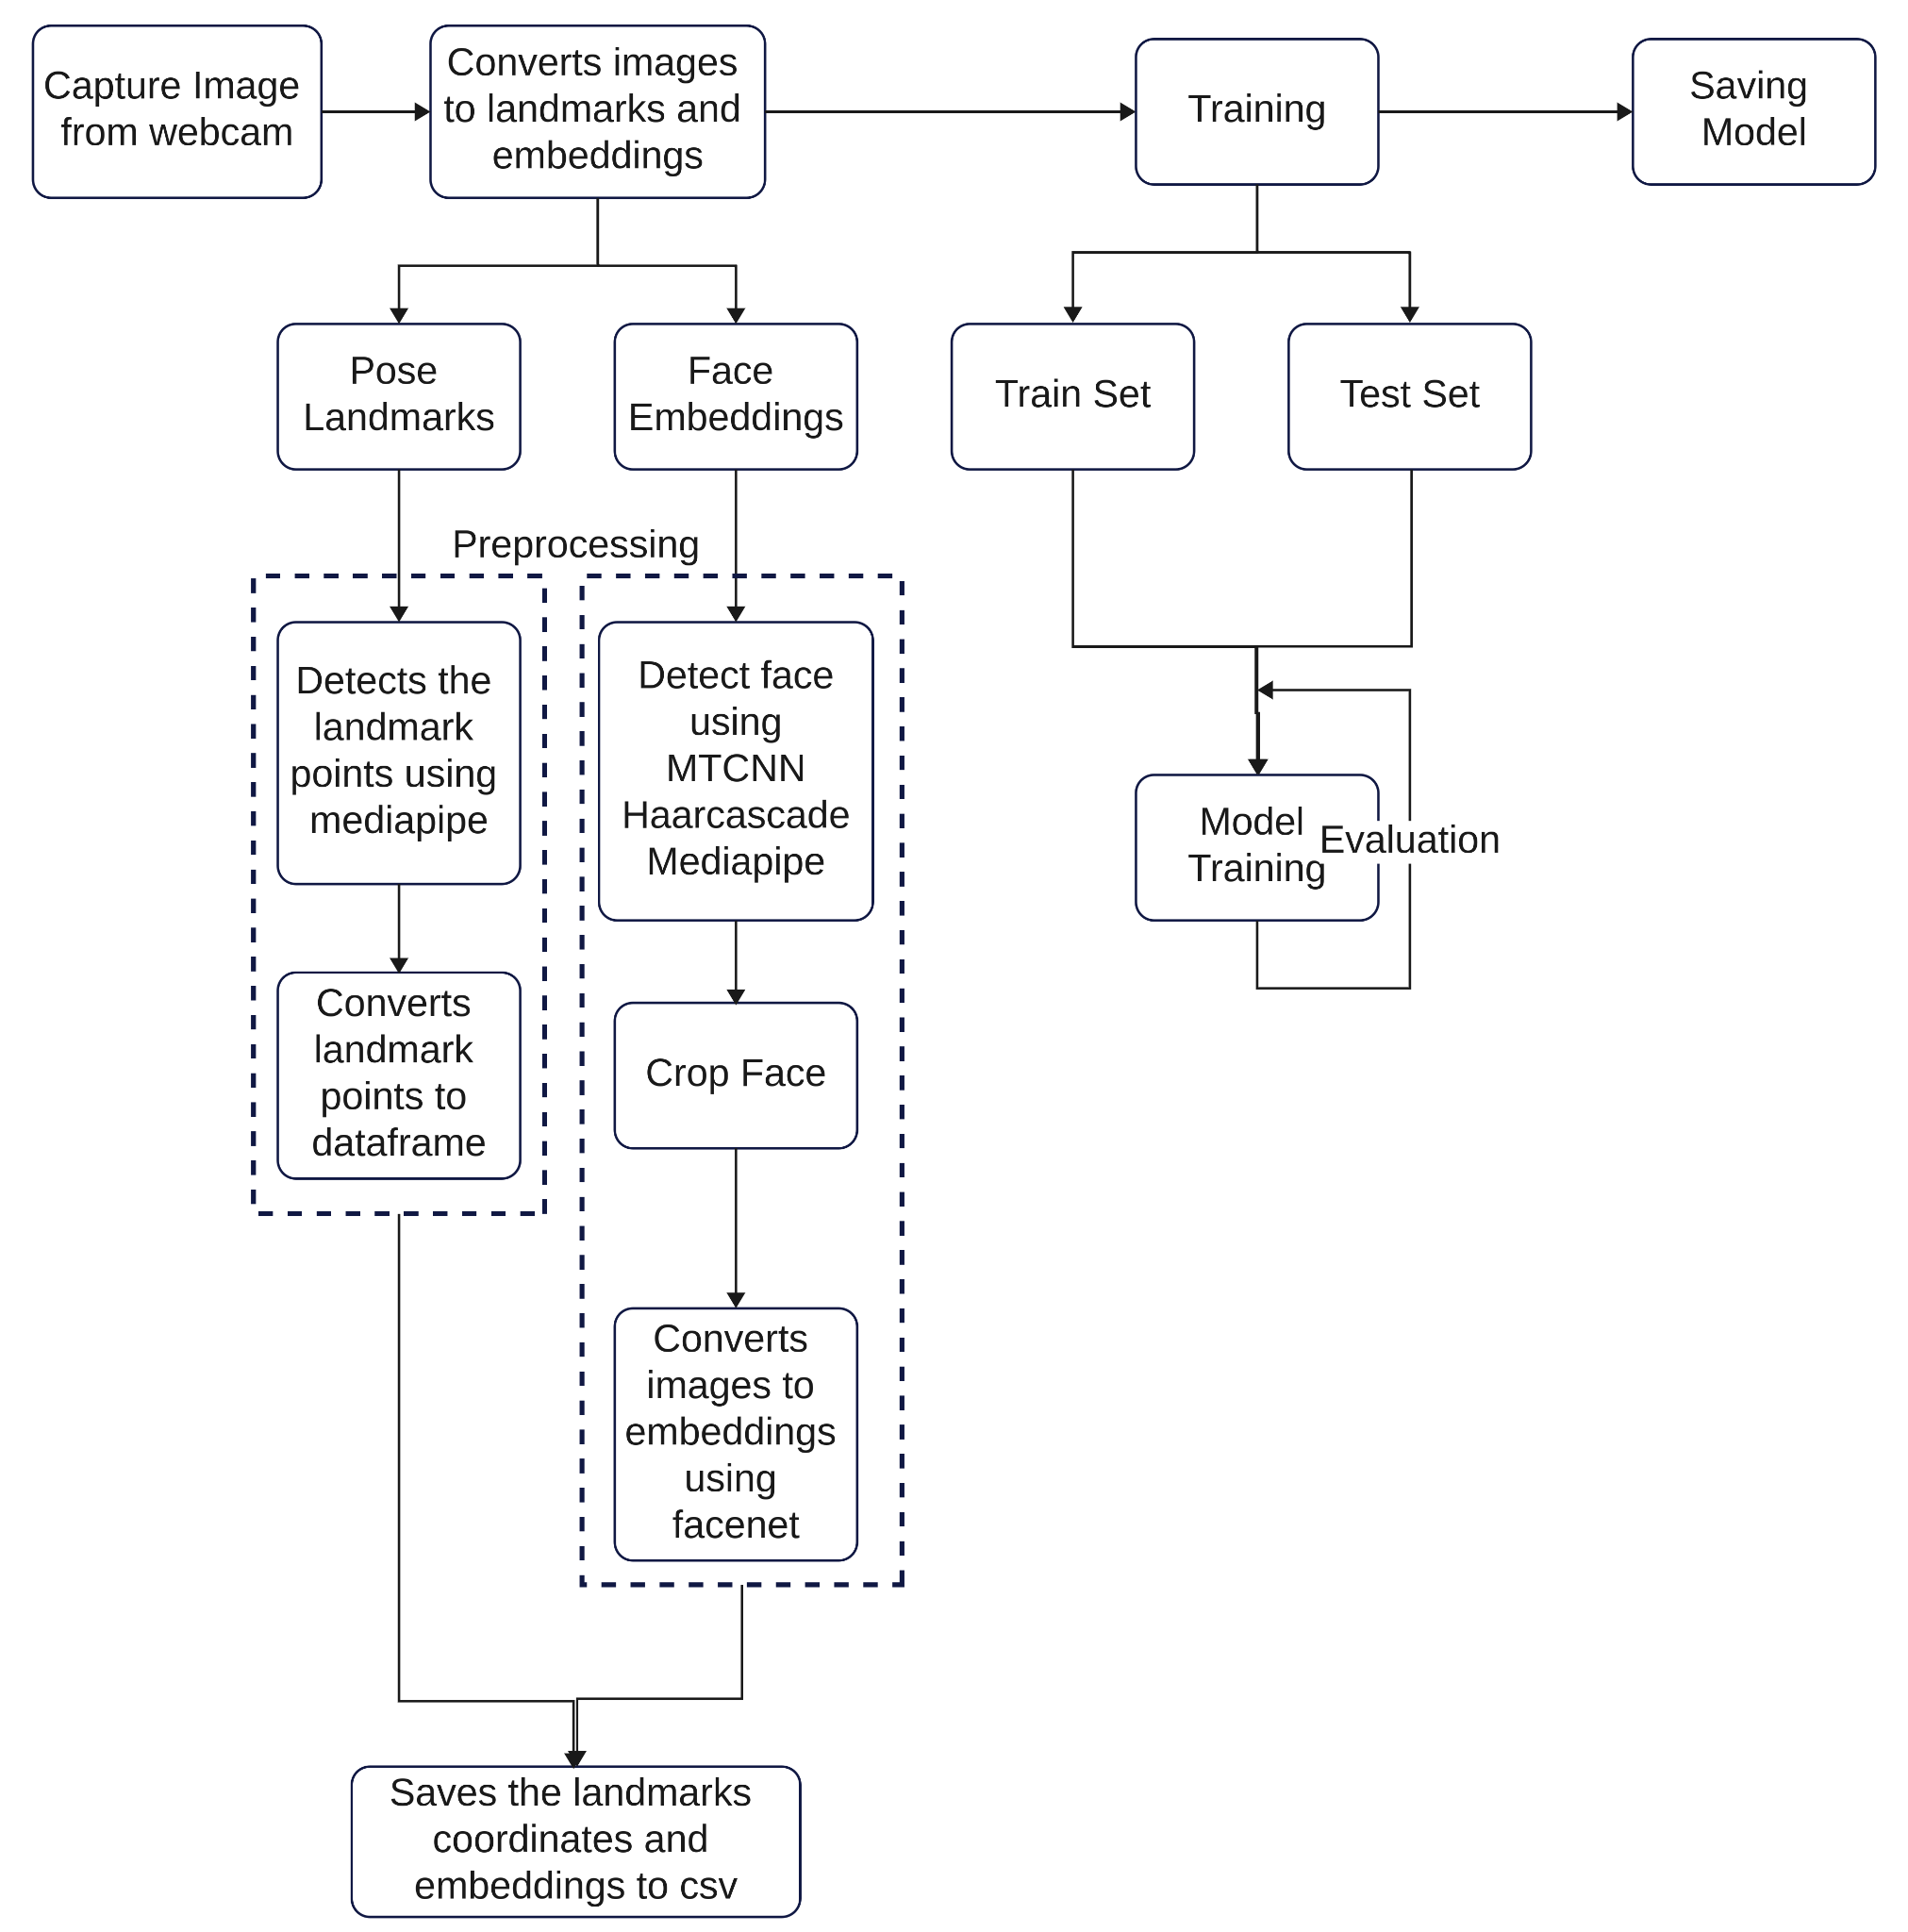 Capture Image
from webcam
Converts images
to landmarks and
embeddings
Training
Saving
Model
Pose
Landmarks
Face
Embeddings
Train Set
Test Set
Preprocessing
Detects the
landmark
points using
mediapipe
Detect face
using
MTCNN
Haarcascade
Mediapipe
Model
Training
Evaluation
Converts
landmark
points to
dataframe
Crop Face
Converts
images to
embeddings
using
facenet
Saves the landmarks
coordinates and
embeddings to csv